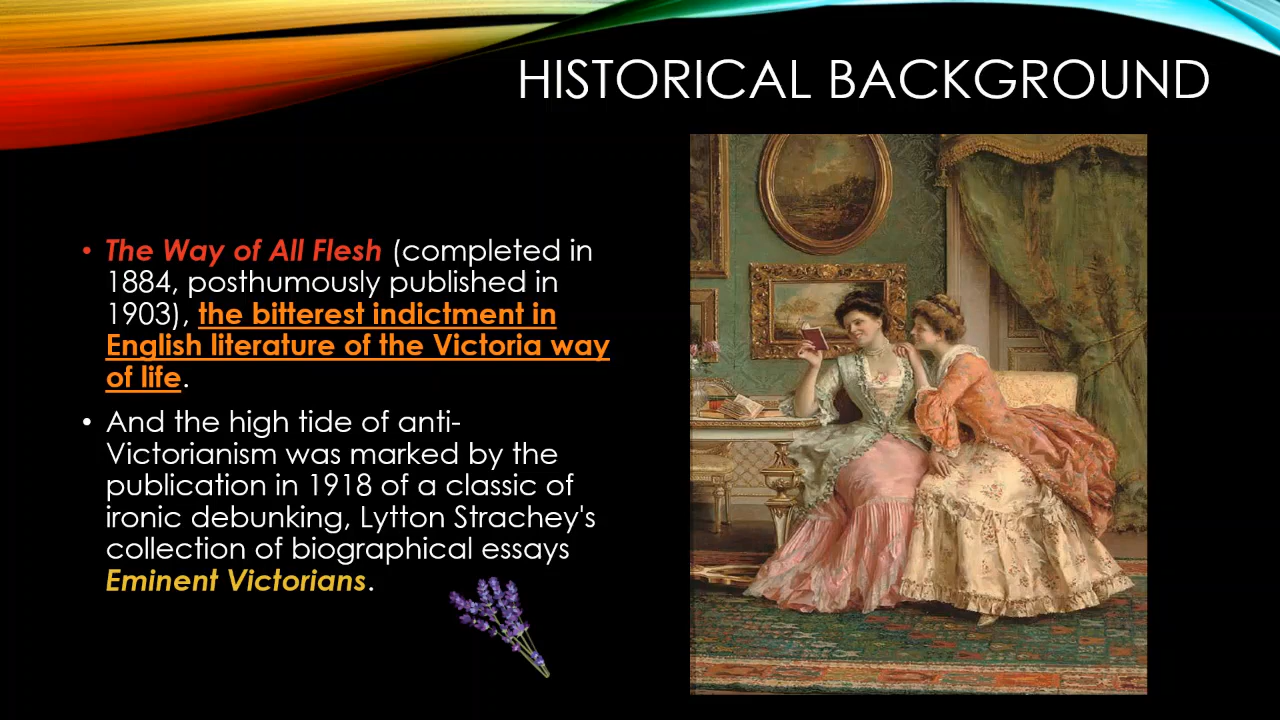 HISTORICAL BACKGROUND
• The Way of All Flesh (completed in
1884, posthumously published in
1903), the bitterest indictment in
English literature of the Victoria way
of life.
• And the high tide of anti-
Victorianism was marked by the
publication in 1918 of a classic of
ironic debunking, Lytton Strachey's
collection of biographical essays
Eminent Victorians.